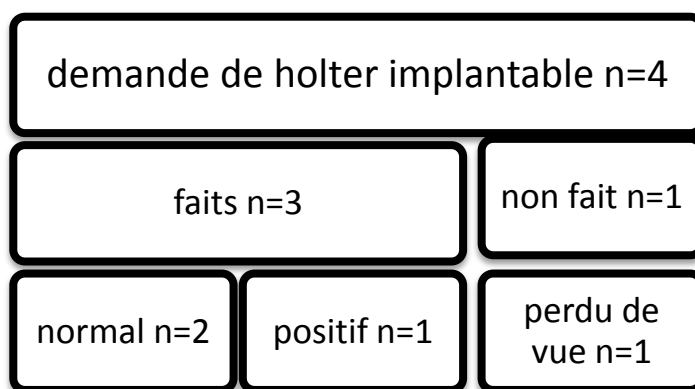 demande de holter implantable n=4
faits n=3
non fait n=1
normal n=2
positif n=1
perdu de
vue n=1